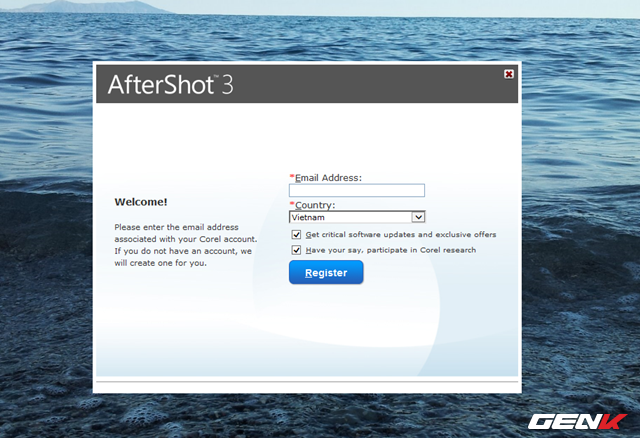 AfterShot™ 3
*Email Address:
Welcome!
*Country:
Vietnam
Please enter the email address
associated with your Corel account.
If you do not have an account, we
will create one for you.
Get critical software updates and exclusive offers
Have your say, participate in Corel research
Register
GENK